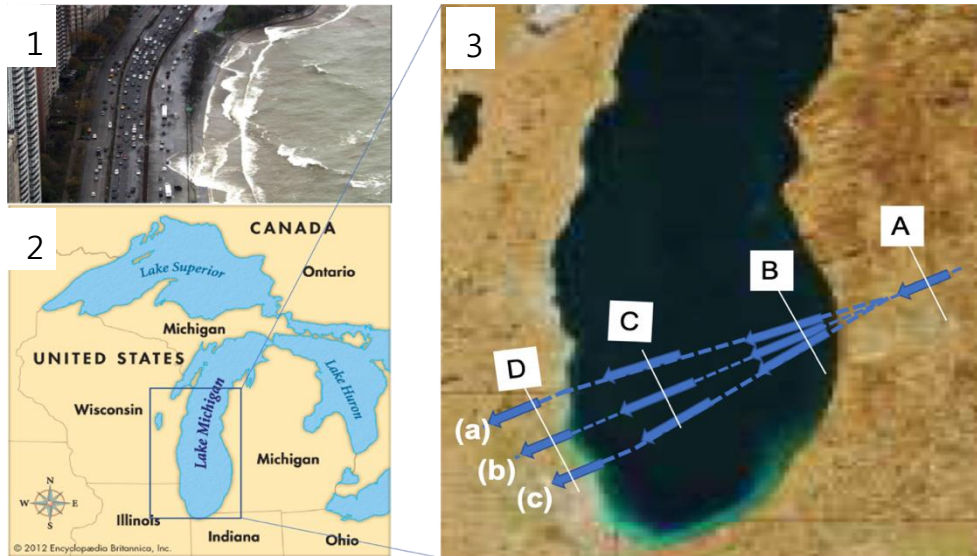 1
2
CANADA
Lake Superior
Ontario
Michigan
UNITED STATES
Wisconsin
Lake Michigan
Lake Huron
Michigan
Illinois
Indiana
Ohio
N
W
E
S
© 2012 Encyclopædia Britannica, Inc.
3
A
B
C
D
(a)
(b)
(c)